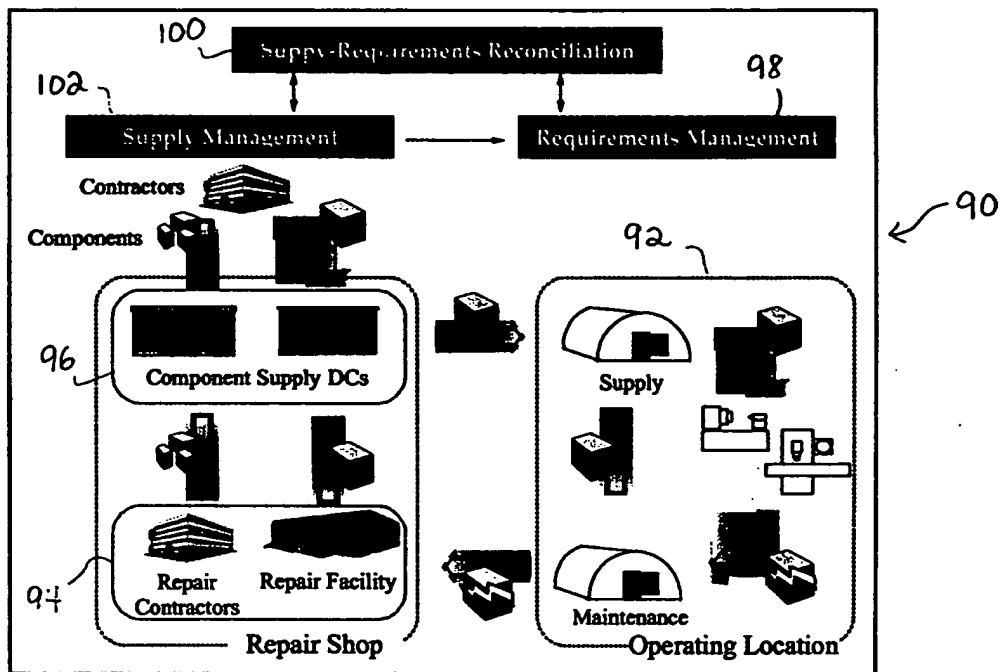 100
Suppy-Requirements Reconciliation
102
98
Supply Management
Requirements Management
Contractors
90
Components
92
96
Component Supply DCs
Supply
94
Repair
Contractors
Repair Facility
Maintenance
Repair Shop
Operating Location